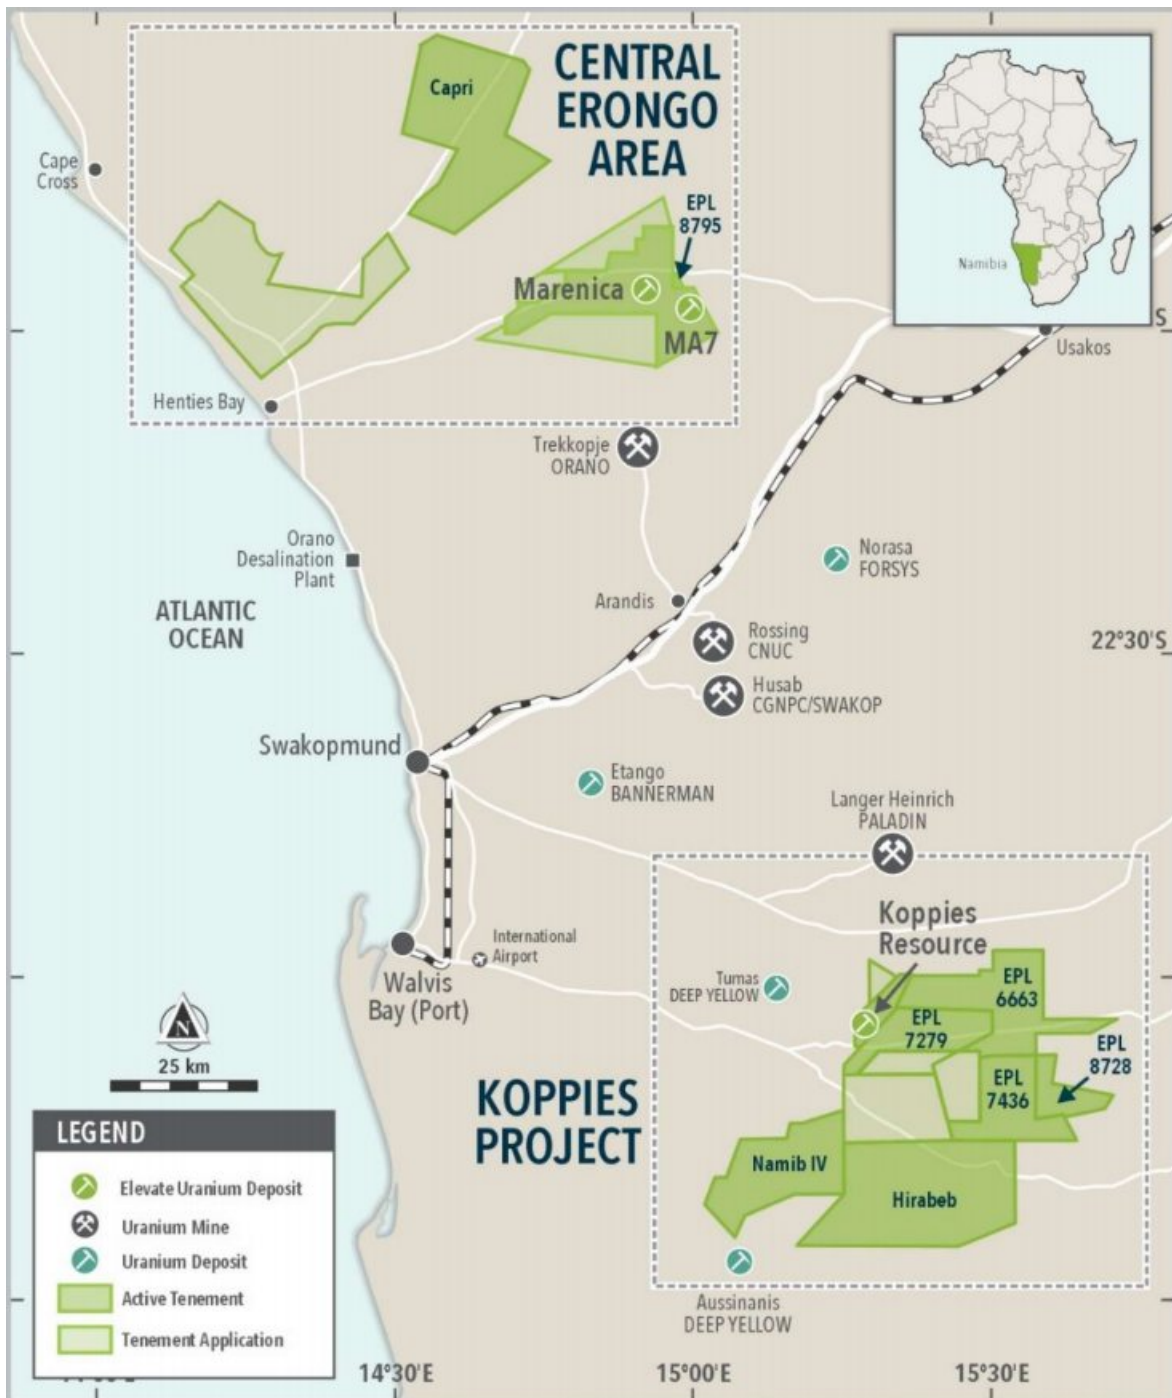 CENTRAL
ERONGO
AREA
Capri
Cape
Cross
EPL
8795
Marenica
MA7
Namibia
S
Usakos
Henties Bay
Trekkopje
ORANO
Orano
Desalination
Plant
Norasa
FORSYS
ATLANTIC
OCEAN
Arandis
Rossing
CNUC
22°30'S
Husab
CGNPC/SWAKOP
Swakopmund
Etango
BANNERMAN
Langer Heinrich
PALADIN
Koppies
Resource
International
Airport
Walvis
Bay (Port)
Tumas
DEEP YELLOW
EPL
6663
EPL
7279
EPL
8728
EPL
7436
N
25 km
KOPPIES
PROJECT
Namib IV
Hirabeb
Aussinanis
DEEP YELLOW
LEGEND
Elevate Uranium Deposit
Uranium Mine
Uranium Deposit
Active Tenement
Tenement Application
14°30'E
15°00'E
15°30'E